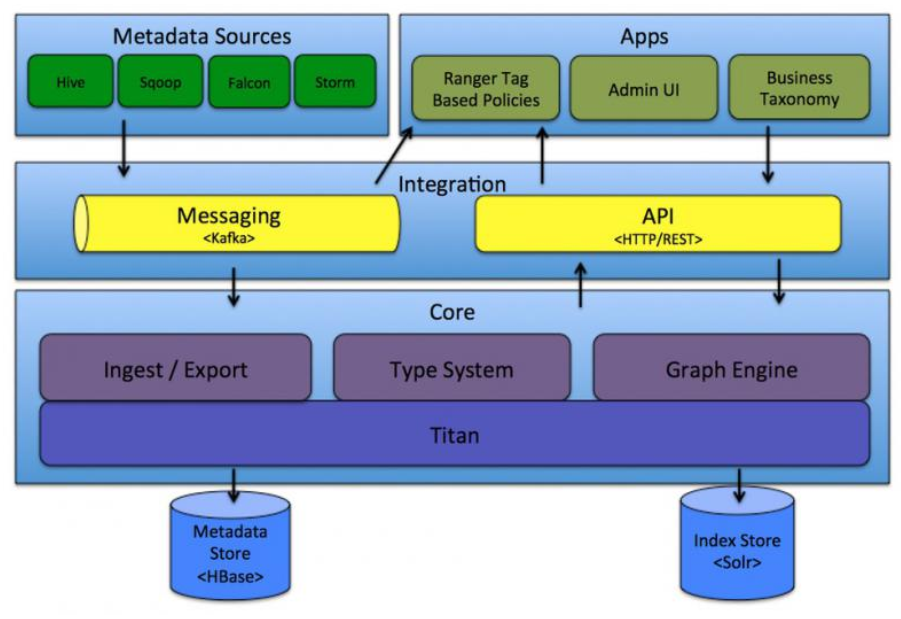 Metadata Sources
Hive
Sqoop
Falcon
Storm
Apps
Ranger Tag
Based Policies
Admin UI
Business
Taxonomy
Integration
Messaging
<Kafka>
API
<HTTP/REST>
Core
Ingest / Export
Type System
Graph Engine
Titan
Metadata
Store
<HBase>
Index Store
<Solr>